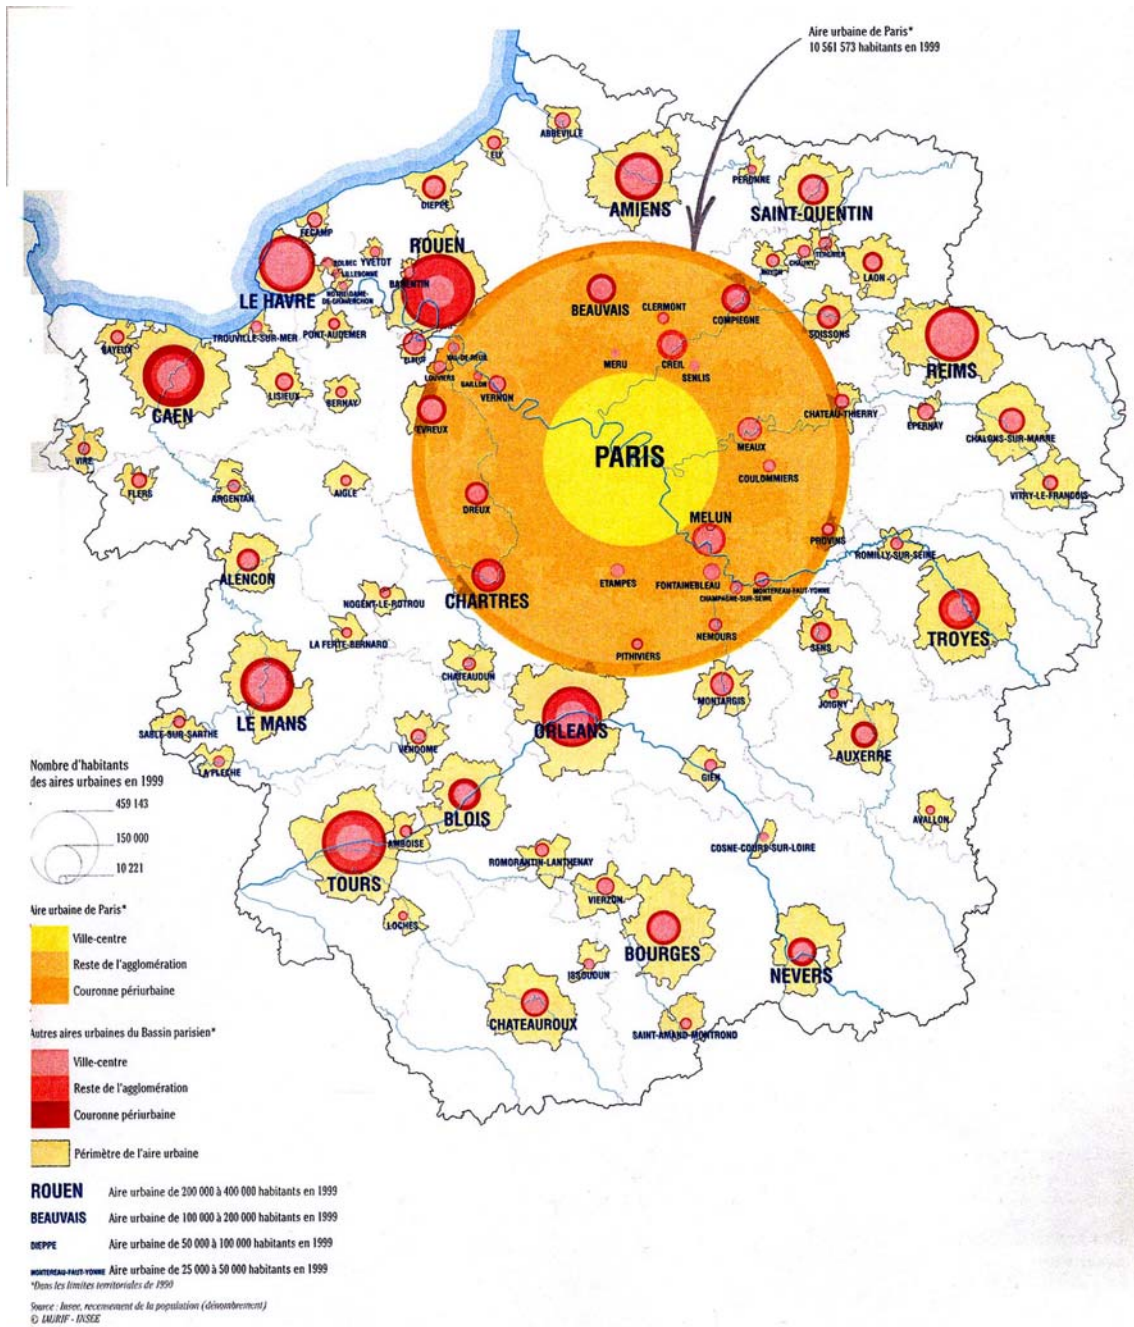 Aire urbaine de Paris*
10 561 573 habitants en 1999
ABBEVILLE
EU
DIEPPE
AMIENS
PERONNE
SAINT-QUENTIN
FECAMP
ROUEN
BOLBEC
YVETOT
LILLEBONNE
NOTRE-DAME-
DE-GRAVENCHON
BARENTIN
LE HAVRE
NOYON
CHAUNY
TERGNIER
LAON
BEAUVAIS
CLERMONT
COMPIEGNE
SOISSONS
TROUVILLE-SUR-MER
PONT-AUDEMER
BAYEUX
ELBEUF
VAL-DE-REUIL
LOUVIERS
GAILLON
VERNON
MERU
CREIL
SENLIS
REIMS
CAEN
LISIEUX
BERNAY
EVREUX
CHATEAU-THIERRY
EPERNAY
CHALONS-SUR-MARNE
MEAUX
PARIS
COULOMMIERS
VIRE
FLERS
ARGENTAN
AIGLE
DREUX
VITRY-LE-FRANCOIS
MELUN
PROVINS
ROMILLY-SUR-SEINE
ALENCON
NOGENT-LE-ROTROU
CHARTRES
ETAMPES
FONTAINEBLEAU
CHAMPAGNE-SUR-SEINE
MONTEREAU-FAUT-YONNE
NEMOURS
LA FERTE-BERNARD
SENS
TROYES
PITHIVIERS
CHATEAUDUN
MONTARGIS
JOIGNY
LE MANS
SABLE-SUR-SARTHE
ORLEANS
VENDOME
LA FLECHE
GIEN
AUXERRE
BLOIS
AVALLON
AMBOISE
TOURS
ROMORANTIN-LANTHENAY
COSNE-COURS-SUR-LOIRE
VIERZON
LOCHES
BOURGES
ISSOUDUN
NEVERS
CHATEAUROUX
SAINT-AMAND-MONTROND
Nombre d'habitants
des aires urbaines en 1999
459 143
150 000
10 221
Aire urbaine de Paris*
Ville-centre
Reste de l'agglomération
Couronne périurbaine
Autres aires urbaines du Bassin parisien*
Ville-centre
Reste de l'agglomération
Couronne périurbaine
Périmètre de l'aire urbaine
ROUEN Aire urbaine de 200 000 à 400 000 habitants en 1999
BEAUVAIS Aire urbaine de 100 000 à 200 000 habitants en 1999
DIEPPE Aire urbaine de 50 000 à 100 000 habitants en 1999
MONTEREAU-FAUT-YONNE Aire urbaine de 25 000 à 50 000 habitants en 1999
*Dans les limites territoriales de 1990
Source : Insee, recensement de la population (dénombrement)
© IAURIF - INSEE